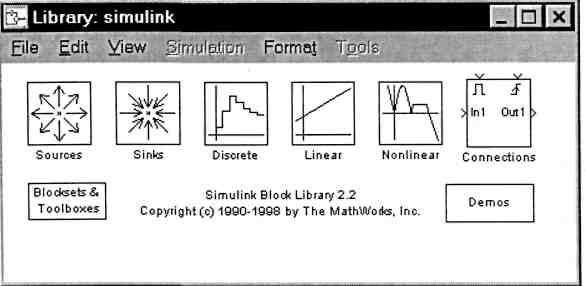 Library: simulink
File Edit View Simulation Format Tools
In1 Out1
Sources Sinks Discrete Linear Nonlinear Connections
Blocksets &
Toolboxes
Simulink Block Library 2.2
Copyright (c) 1990-1998 by The MathWorks, Inc.
Demos